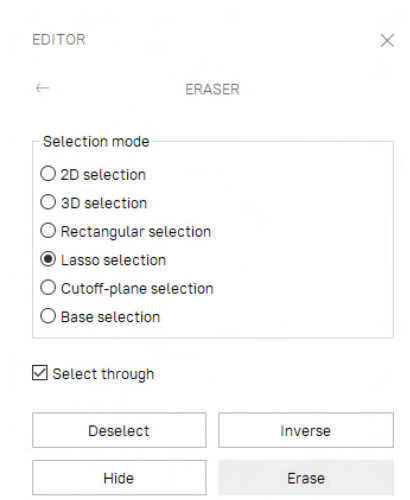 EDITOR
ERASER
Selection mode
2D selection
3D selection
Rectangular selection
Lasso selection
Cutoff-plane selection
Base selection
Select through
Deselect Inverse
Hide Erase